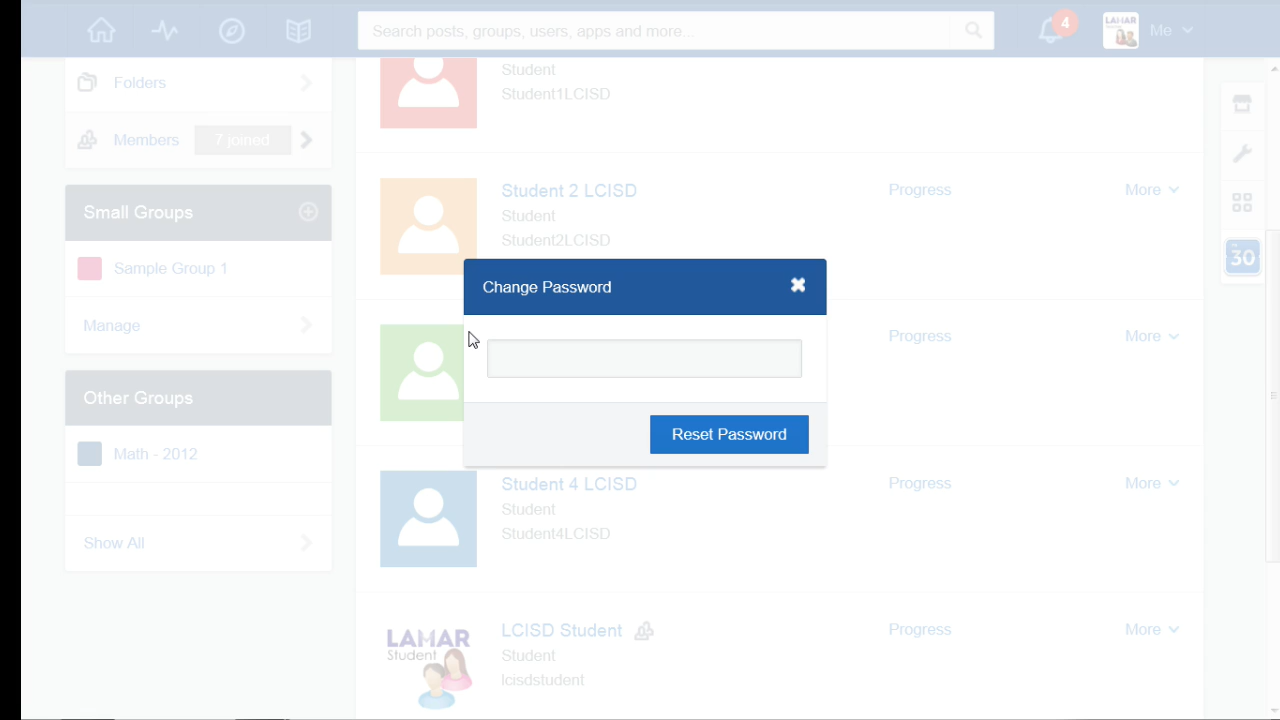 Search posts, groups, users, apps and more...
4
LAMAR
Me
Folders
Members
7 joined
Small Groups
Sample Group 1
Manage
Other Groups
Math - 2012
Show All
Student
Student1LCISD
Student 2 LCISD
Student
Student2LCISD
Progress
More
Change Password
Reset Password
Progress
More
Student 4 LCISD
Student
Student4LCISD
Progress
More
LAMAR
Student
LCISD Student
Student
lcisdstudent
Progress
More
30